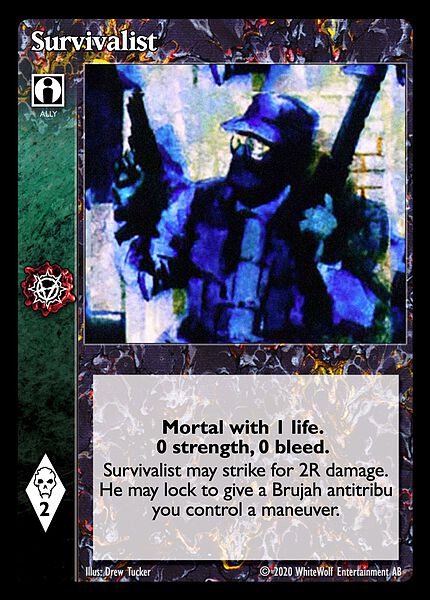 Survivalist
ALLY
Mortal with 1 life.
0 strength, 0 bleed.
Survivalist may strike for 2R damage.
He may lock to give a Brujah antitribu
you control a maneuver.
2
Illus: Drew Tucker
© 2020 WhiteWolf Entertainment AB